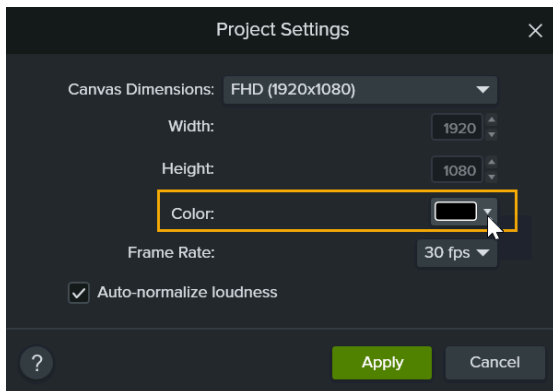 Project Settings
Canvas Dimensions: FHD (1920x1080)
Width: 1920
Height: 1080
Color:
Frame Rate: 30 fps
Auto-normalize loudness
? Apply Cancel